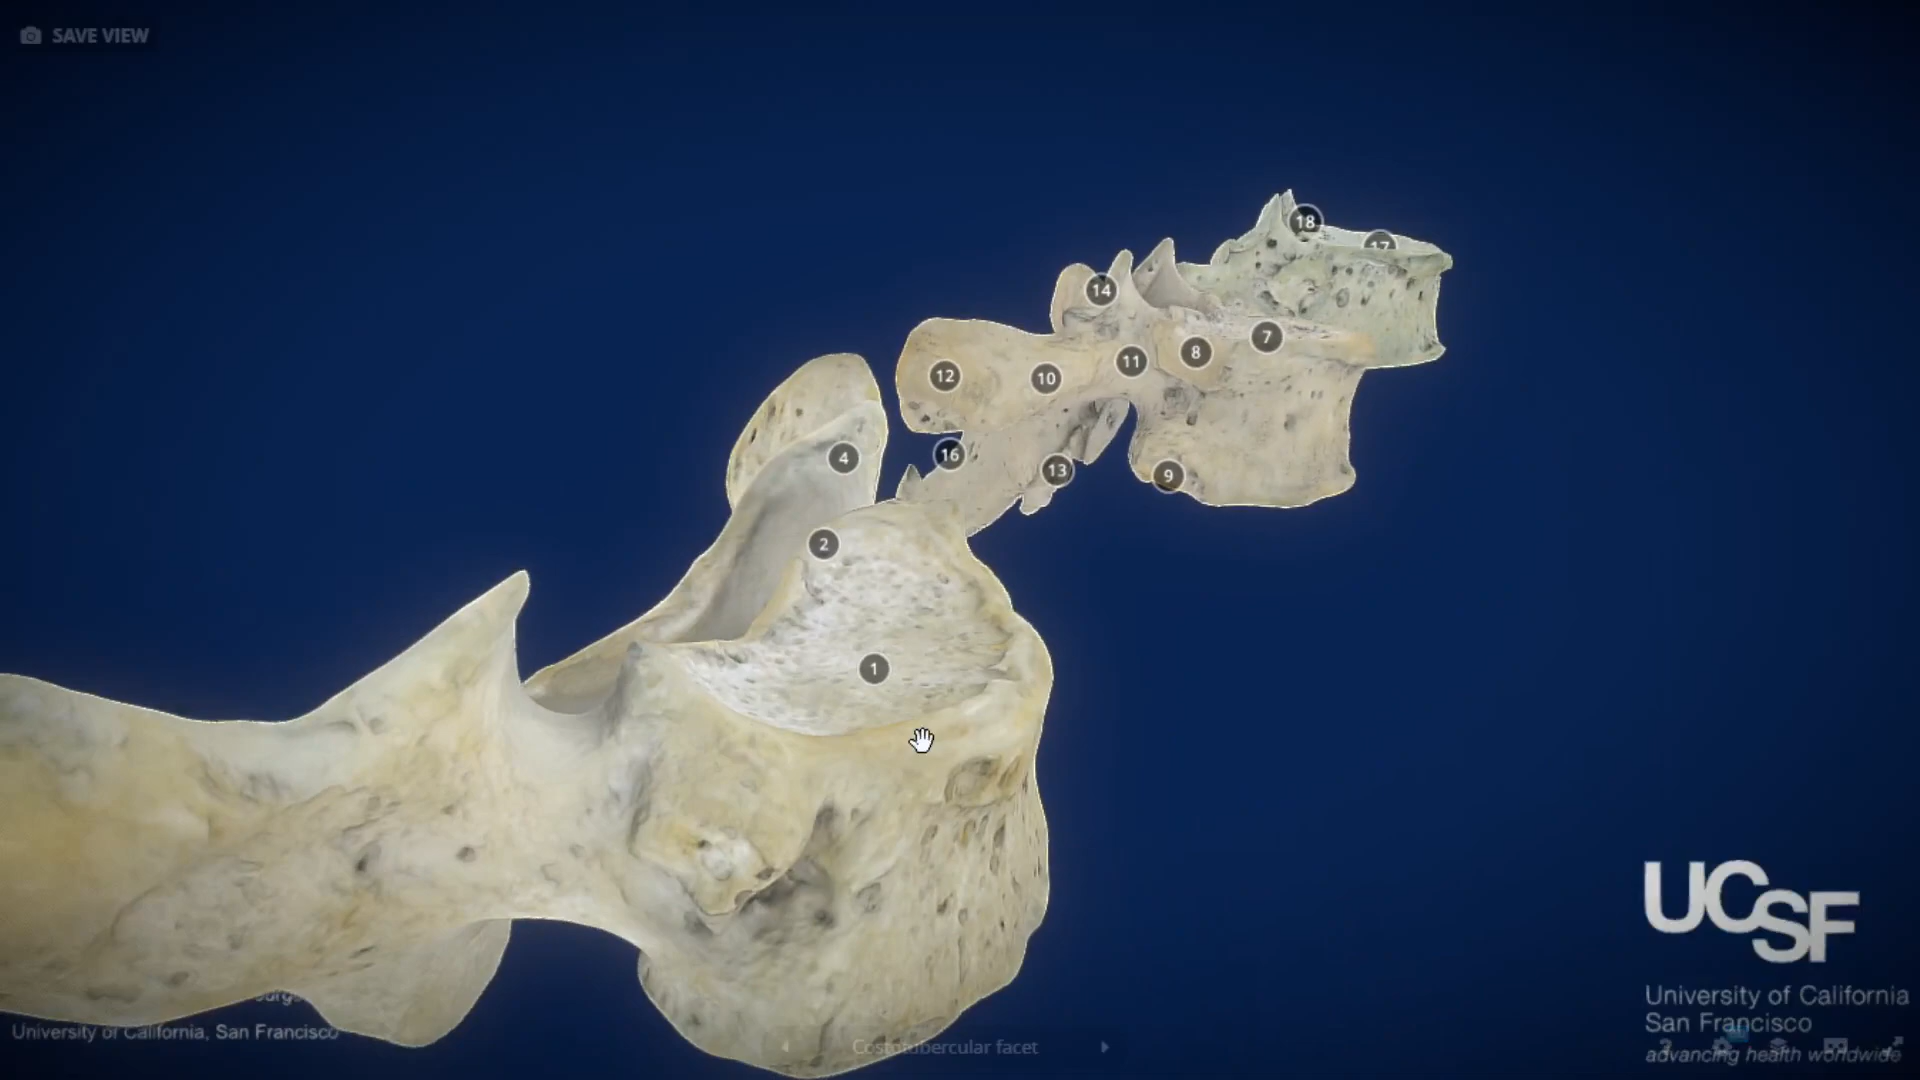 SAVE VIEW
18
17
14
7
8
11
12
10
4
16
13
9
2
1
UCSF
University of California
San Francisco
advancing health worldwide
University of California, San Francisco
Costotubercular facet